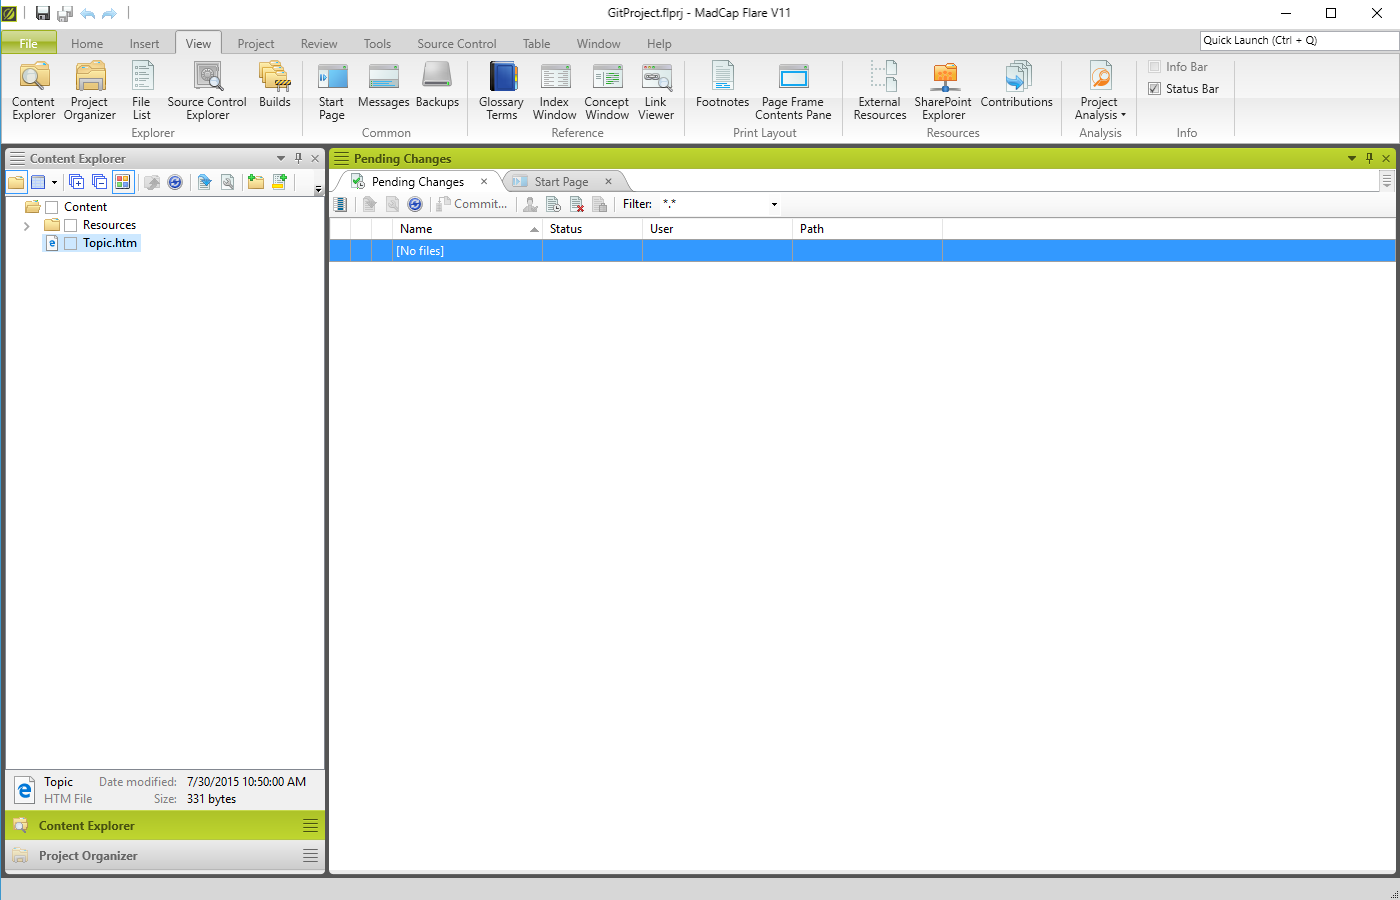 GitProject.flprj - MadCap Flare V11
File Home Insert View Project Review Tools Source Control Table Window Help
Quick Launch (Ctrl + Q)
Content Explorer
Project Organizer
File List
Source Control Explorer
Builds
Explorer
Start Page
Messages
Backups
Common
Glossary Terms
Index Window
Concept Window
Link Viewer
Reference
Footnotes
Page Frame Contents Pane
Print Layout
External Resources
SharePoint Explorer
Contributions
Resources
Project Analysis
Analysis
Info Bar
Status Bar
Info
Content Explorer
Content
Resources
Topic.htm
Topic Date modified: 7/30/2015 10:50:00 AM
HTM File Size: 331 bytes
Content Explorer
Project Organizer
Pending Changes
Pending Changes Start Page
Commit... Filter: *.*
Name Status User Path
[No files]